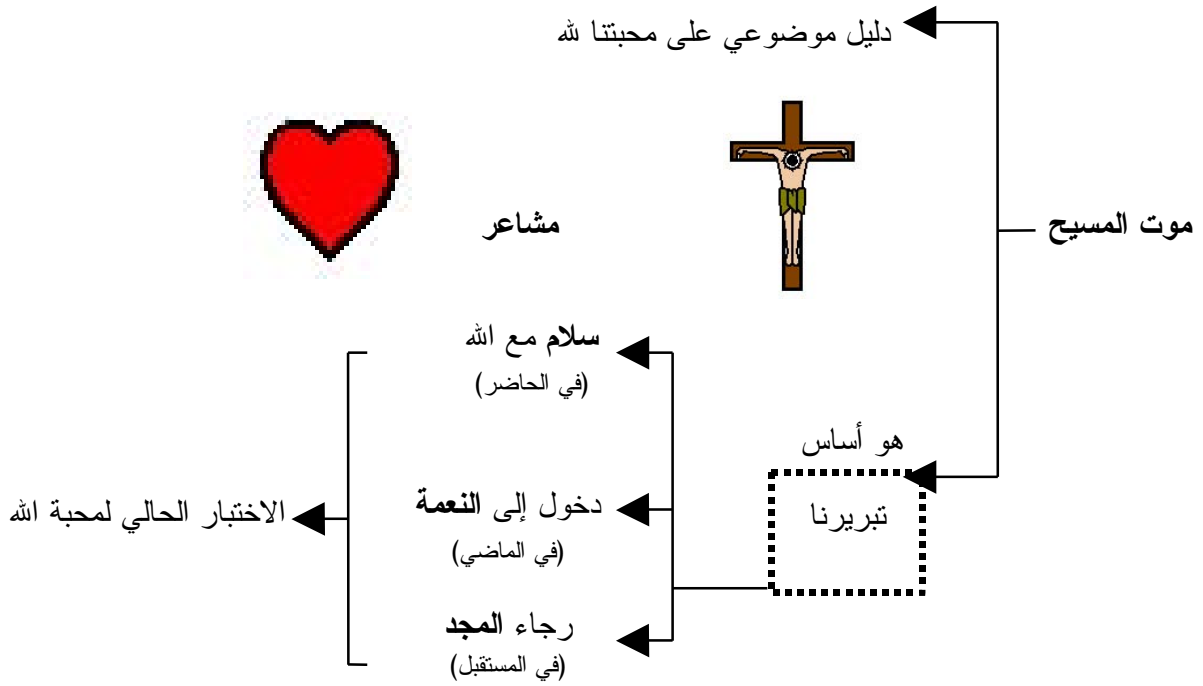 دليل موضوعي على محبتنا لله
موت المسيح
مشاعر
سلام مع الله
(في الحاضر)
هو أساس
تبريرنا
دخول إلى النعمة
(في الماضي)
الاختبار الحالي لمحبة الله
رجاء المجد
(في المستقبل)